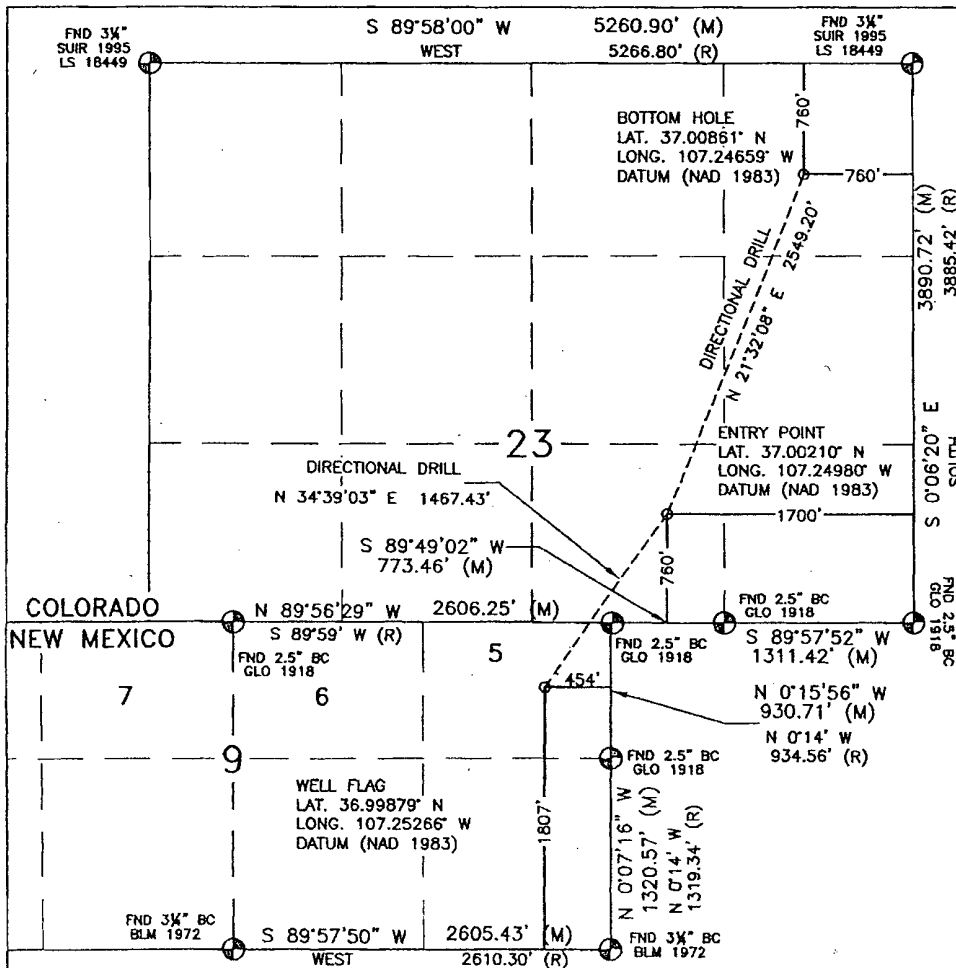 FND 3¼"
SUIR 1995
LS 18449
S 89°58'00" W 5260.90' (M)
WEST 5266.80' (R)
FND 3¼"
SUIR 1995
LS 18449
BOTTOM HOLE
LAT. 37.00861° N
LONG. 107.24659° W
DATUM (NAD 1983)
760'
760'
3890.72' (M)
3885.42' (R)
S 0°06'20" E
DIRECTIONAL DRILL
N 21°32'08" E 2549.20'
23
ENTRY POINT
LAT. 37.00210° N
LONG. 107.24980° W
DATUM (NAD 1983)
DIRECTIONAL DRILL
N 34°39'03" E 1467.43'
1700'
760'
S 89°49'02" W
773.46' (M)
COLORADO
NEW MEXICO
N 89°56'29" W 2606.25' (M)
S 89°59' W (R)
FND 2.5" BC
GLO 1918
FND 2.5" BC
GLO 1918
FND 2.5" BC
GLO 1918
FND 2.5" BC
GLO 1918
S 89°57'52" W
1311.42' (M)
5
7
6
454'
N 0°15'56" W
930.71' (M)
N 0°14' W
934.56' (R)
9
FND 2.5" BC
GLO 1918
WELL FLAG
LAT. 36.99879° N
LONG. 107.25266° W
DATUM (NAD 1983)
1807'
N 0°07'16" W
1320.57' (M)
N 0°14' W
1319.34' (R)
FND 3¼" BC
BLM 1972
S 89°57'50" W 2605.43' (M)
WEST 2610.30' (R)
FND 3¼" BC
BLM 1972